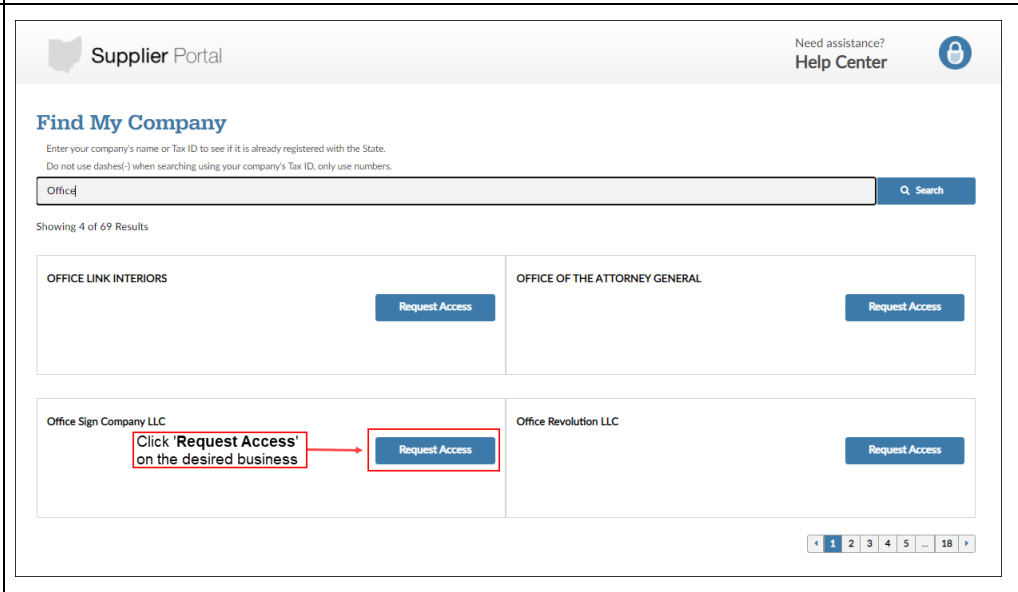 Supplier Portal
Need assistance?
Help Center
Find My Company
Enter your company's name or Tax ID to see if it is already registered with the State.
Do not use dashes(-) when searching using your company's Tax ID, only use numbers.
Office
Search
Showing 4 of 69 Results
OFFICE LINK INTERIORS
Request Access
OFFICE OF THE ATTORNEY GENERAL
Request Access
Office Sign Company LLC
Click 'Request Access'
on the desired business
Request Access
Office Revolution LLC
Request Access
1 2 3 4 5 ... 18